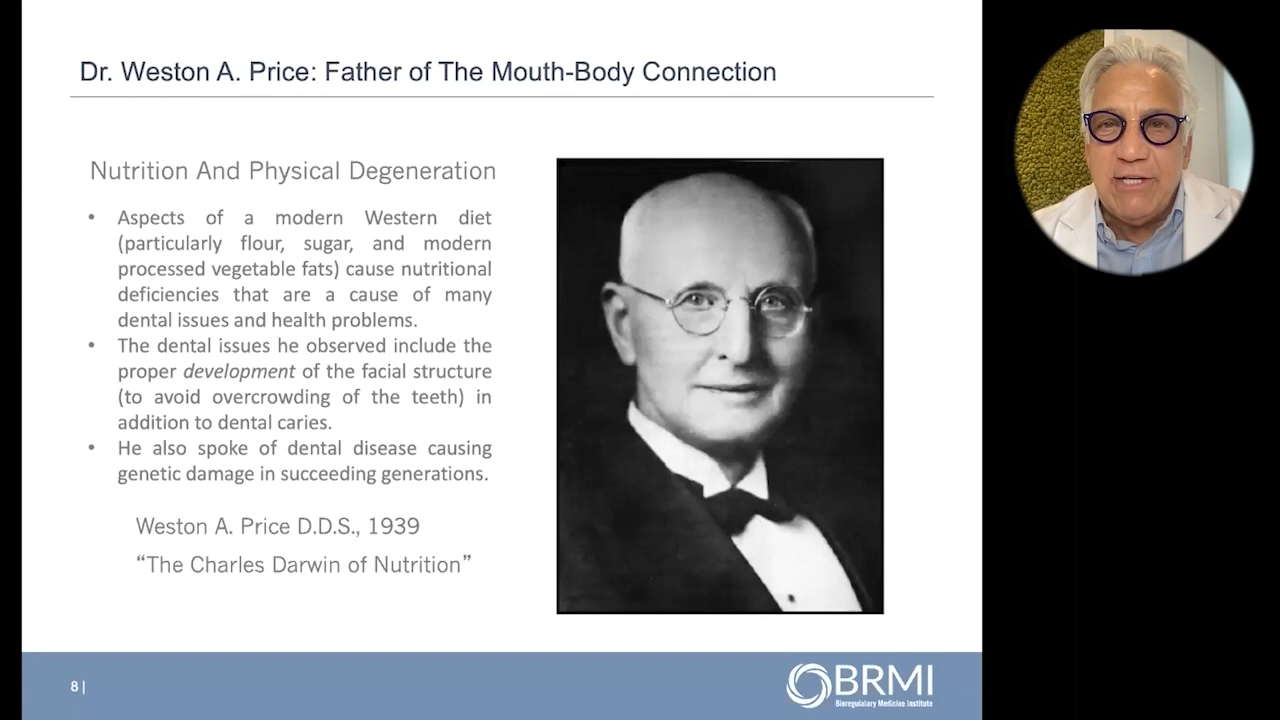 Dr. Weston A. Price: Father of The Mouth-Body Connection
Nutrition And Physical Degeneration
• Aspects of a modern Western diet
(particularly flour, sugar, and modern
processed vegetable fats) cause nutritional
deficiencies that are a cause of many
dental issues and health problems.
• The dental issues he observed include the
proper development of the facial structure
(to avoid overcrowding of the teeth) in
addition to dental caries.
• He also spoke of dental disease causing
genetic damage in succeeding generations.
Weston A. Price D.D.S., 1939
“The Charles Darwin of Nutrition”
8 |
BRMI
Bioregulatory Medicine Institute